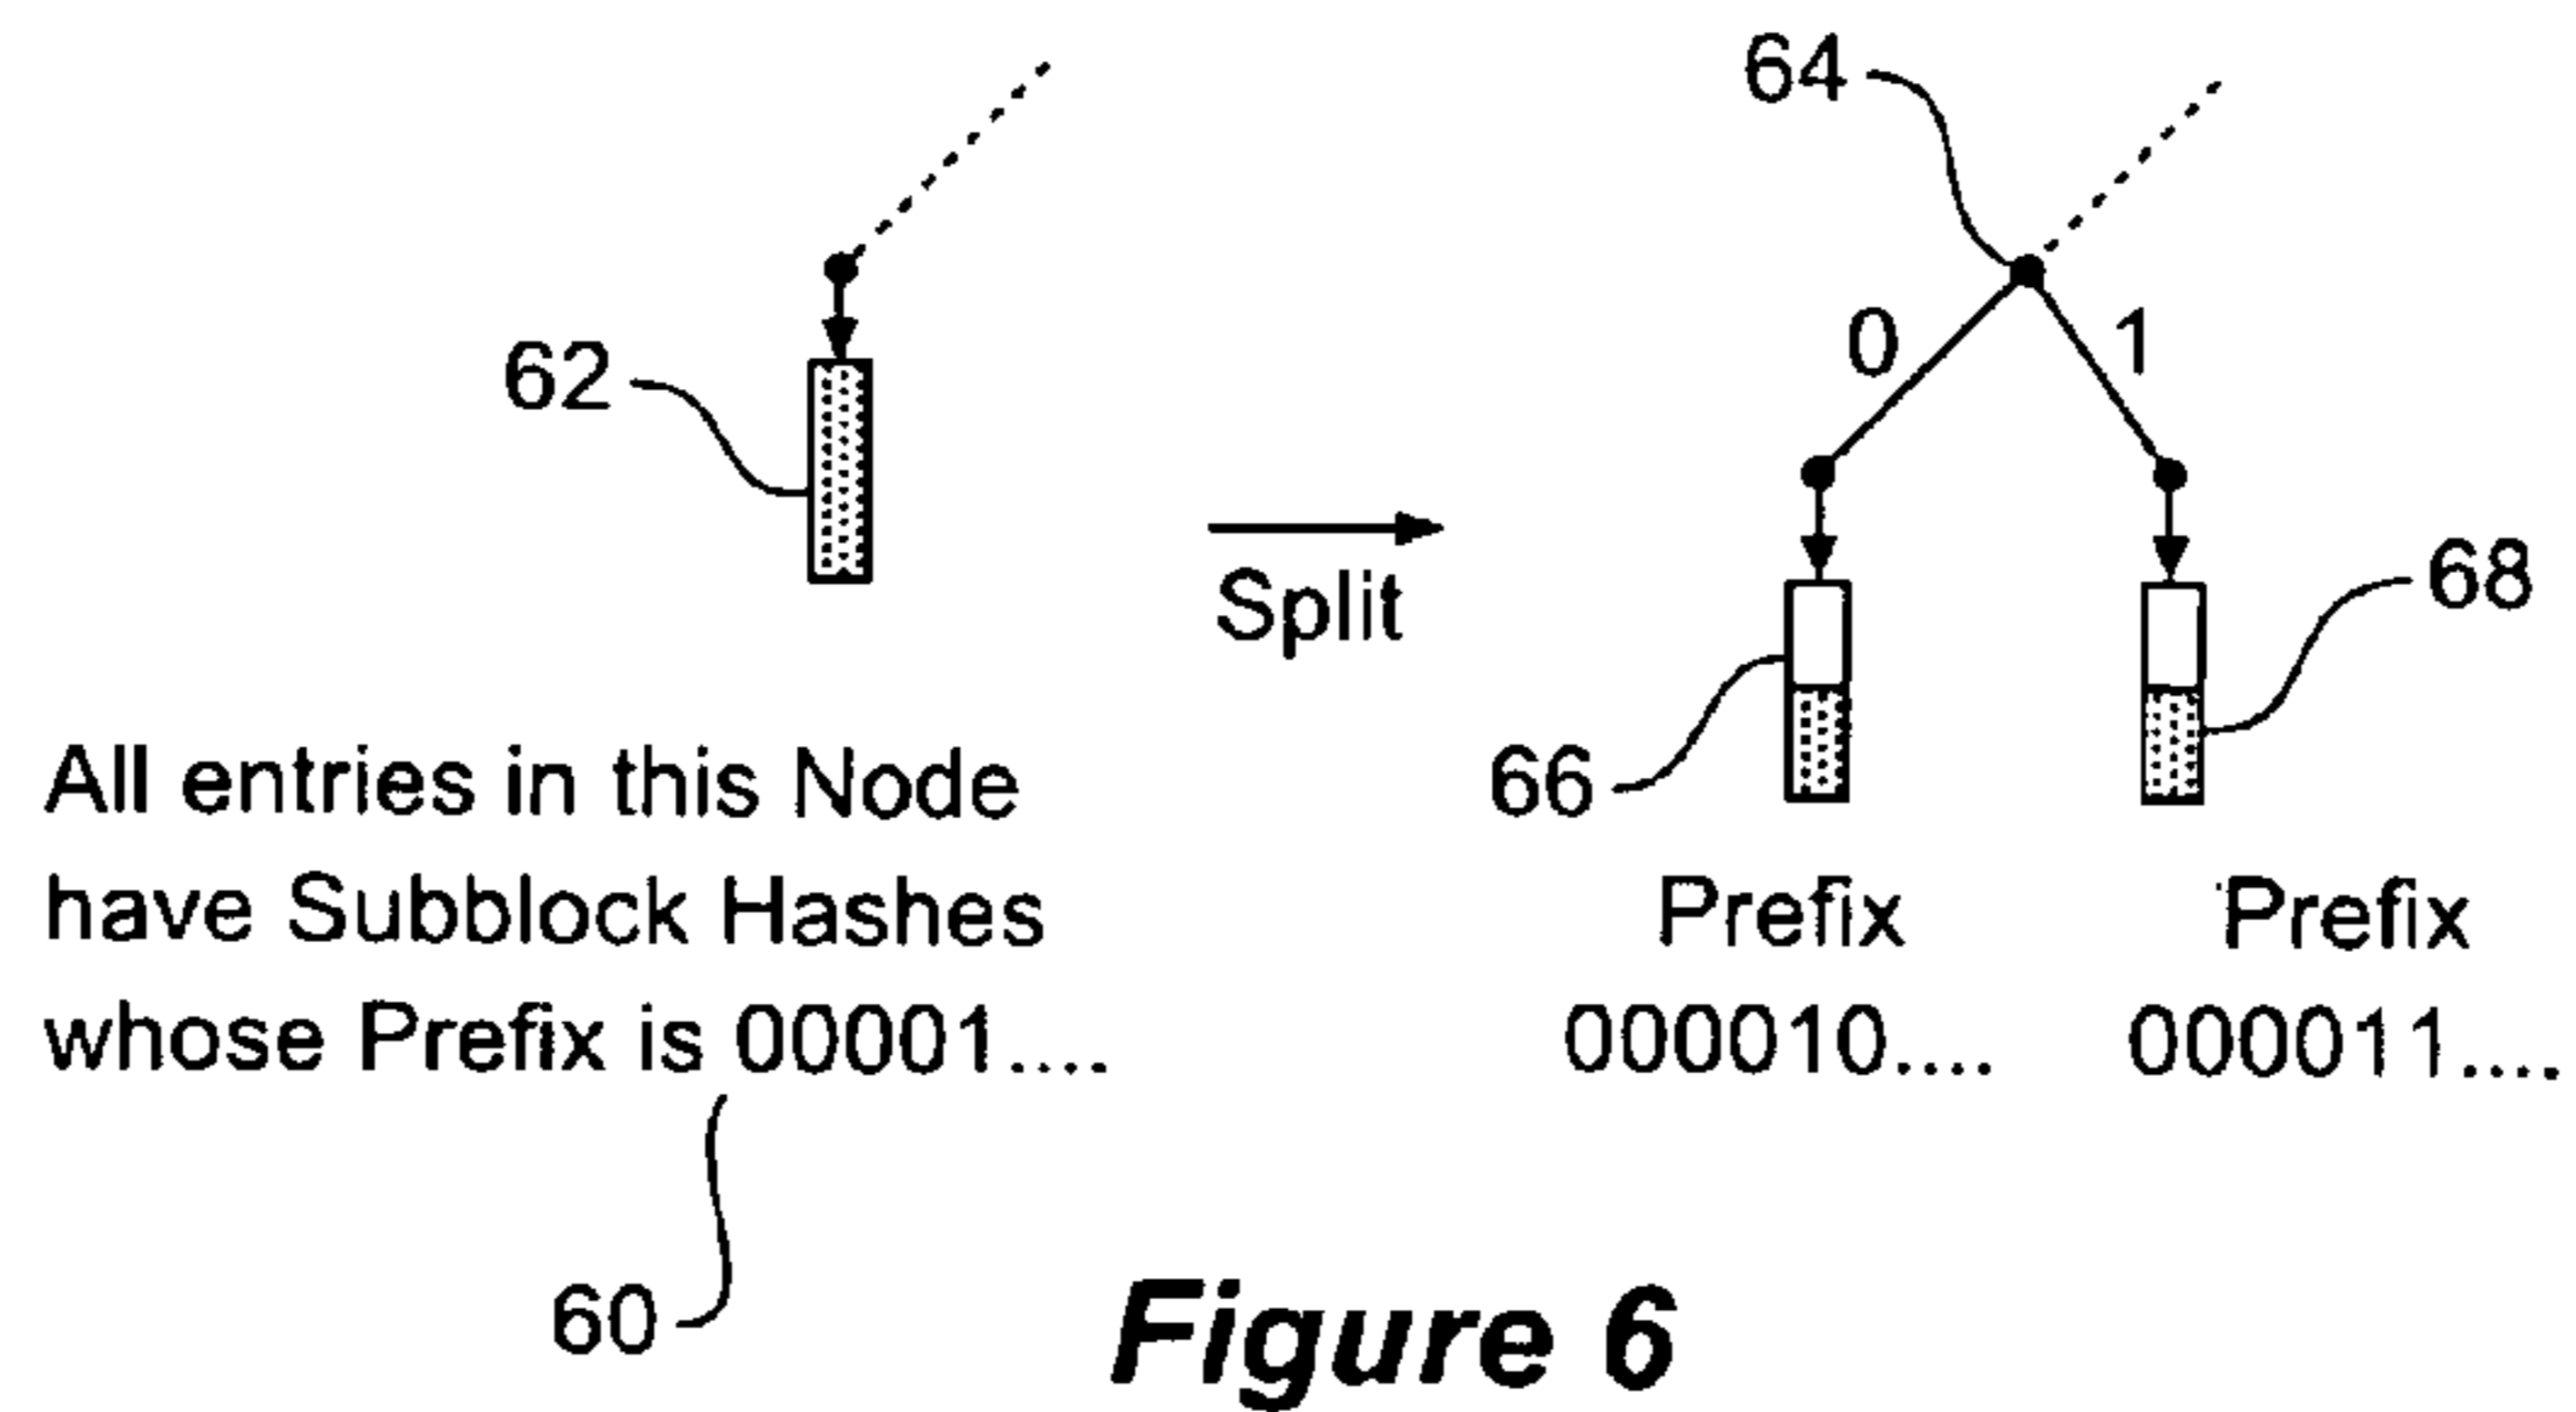 64
62
0 1
Split
68
66
All entries in this Node
have Subblock Hashes
whose Prefix is 00001....
Prefix
000010....
Prefix
000011....
60
Figure 6